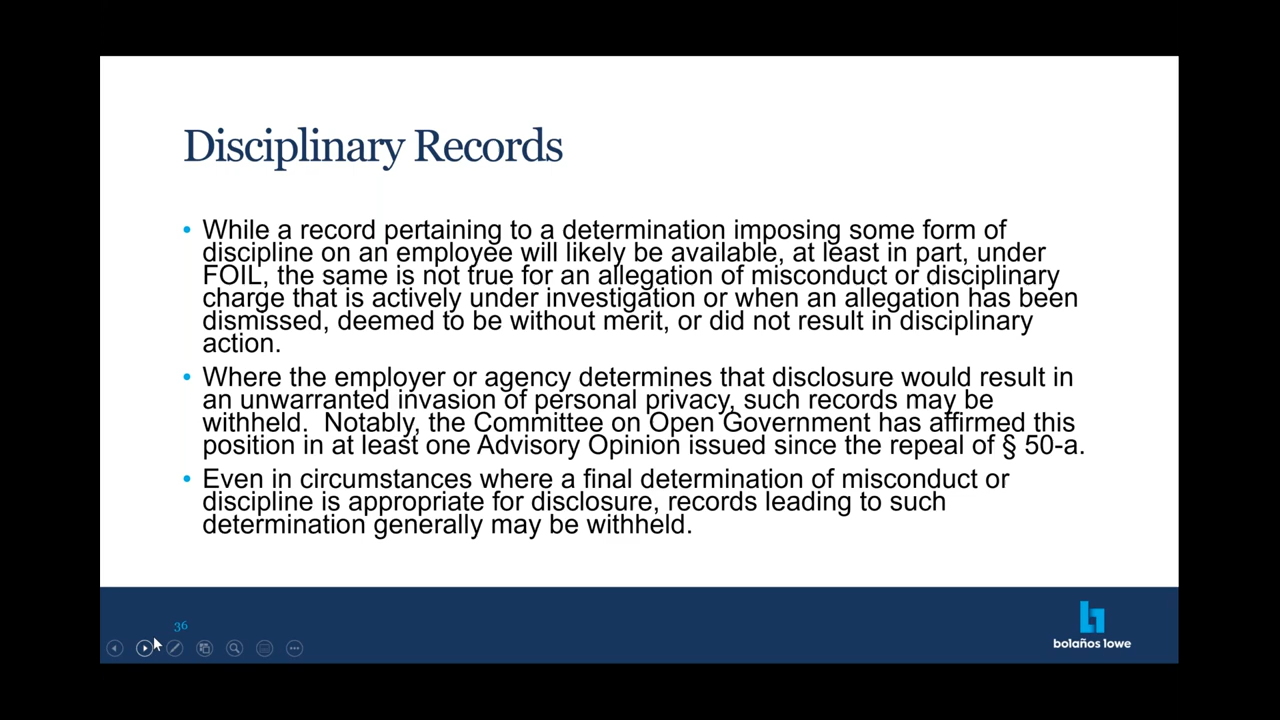 Disciplinary Records
• While a record pertaining to a determination imposing some form of
discipline on an employee will likely be available, at least in part, under
FOIL, the same is not true for an allegation of misconduct or disciplinary
charge that is actively under investigation or when an allegation has been
dismissed, deemed to be without merit, or did not result in disciplinary
action.
• Where the employer or agency determines that disclosure would result in
an unwarranted invasion of personal privacy, such records may be
withheld.  Notably, the Committee on Open Government has affirmed this
position in at least one Advisory Opinion issued since the repeal of § 50-a.
• Even in circumstances where a final determination of misconduct or
discipline is appropriate for disclosure, records leading to such
determination generally may be withheld.
36
bolaños lowe